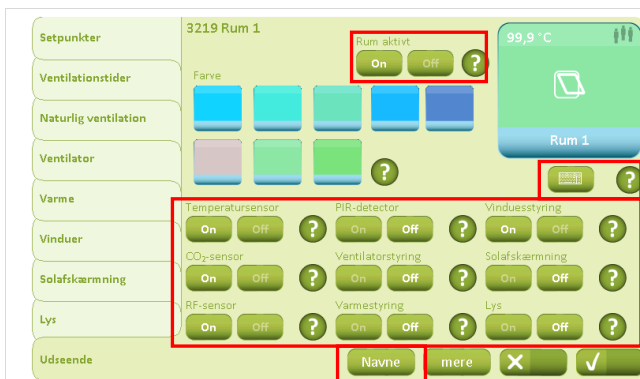 3219 Rum 1
Setpunkter
Ventilationstider
Naturlig ventilation
Ventilator
Varme
Vinduer
Solafskærmning
Lys
Udseende
Rum aktivt
On Off ?
99,9 °C
Rum 1
Farve
?
?
Temperatursensor PIR-detector Vinduesstyring
On Off ? On Off ? On Off ?
CO₂-sensor Ventilatorstyring Solafskærmning
On Off ? On Off ? On Off ?
RF-sensor Varmestyring Lys
On Off ? On Off ? On Off ?
Navne mere